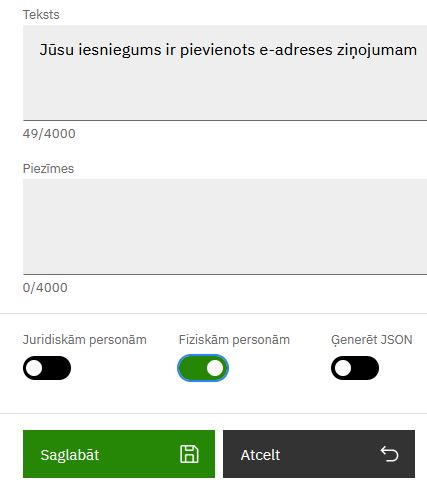 Teksts
Jūsu iesniegums ir pievienots e-adreses ziņojumam
49/4000
Piezīmes
0/4000
Juridiskām personām Fiziskām personām Ģenerēt JSON
Saglabāt Atcelt